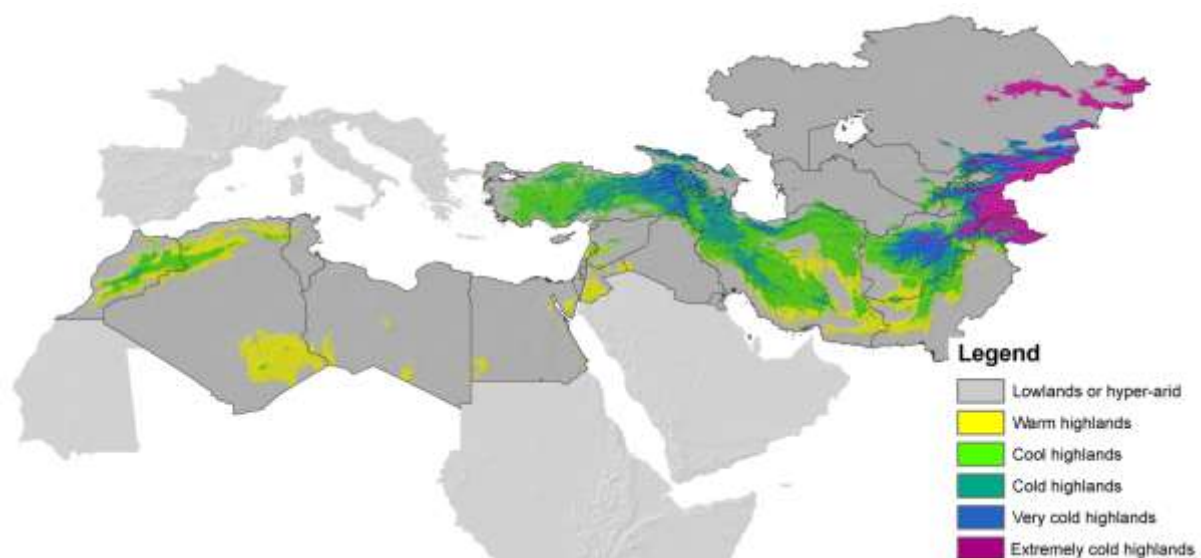 Legend
Lowlands or hyper-arid
Warm highlands
Cool highlands
Cold highlands
Very cold highlands
Extremely cold highlands